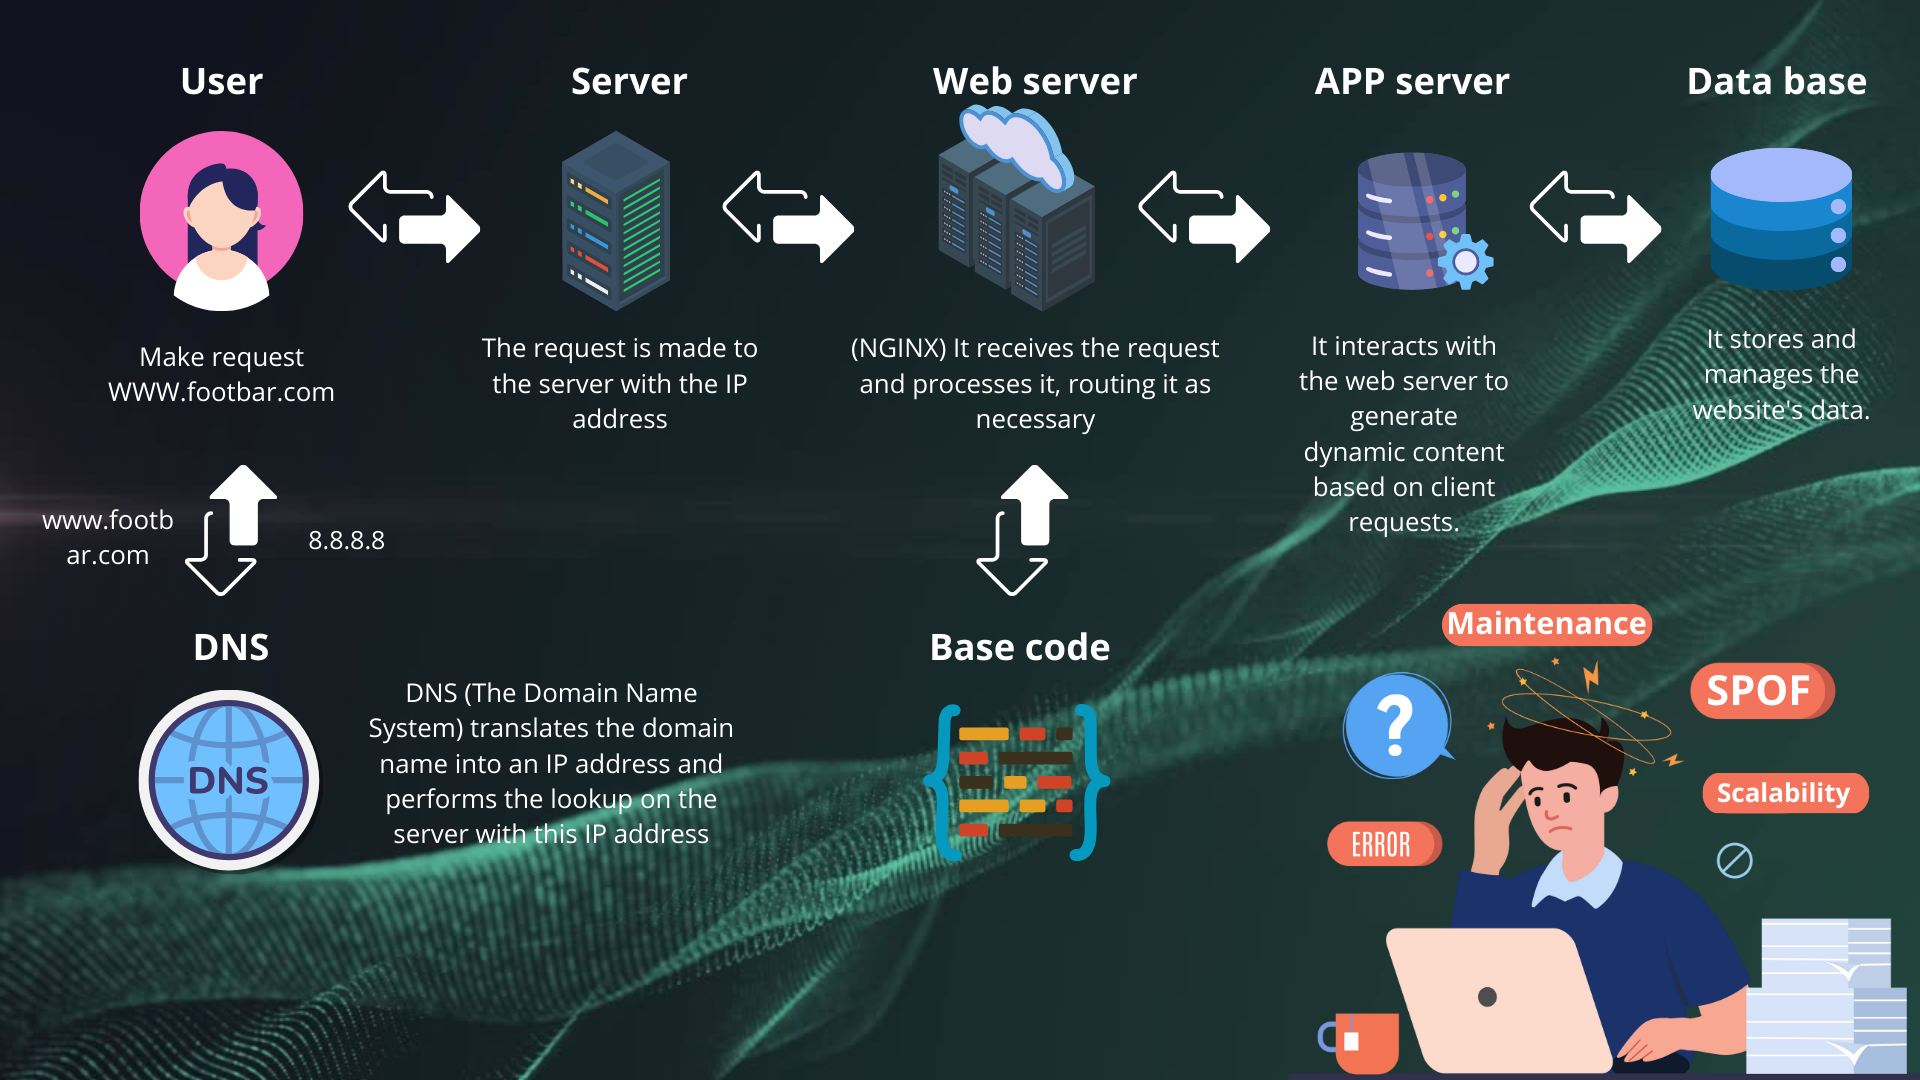 User
Server
Web server
APP server
Data base
Make request
WWW.footbar.com
The request is made to
the server with the IP
address
(NGINX) It receives the request
and processes it, routing it as
necessary
It interacts with
the web server to
generate
dynamic content
based on client
requests.
It stores and
manages the
website's data.
www.footb
ar.com
8.8.8.8
DNS
DNS
DNS (The Domain Name
System) translates the domain
name into an IP address and
performs the lookup on the
server with this IP address
Base code
Maintenance
?
SPOF
Scalability
ERROR